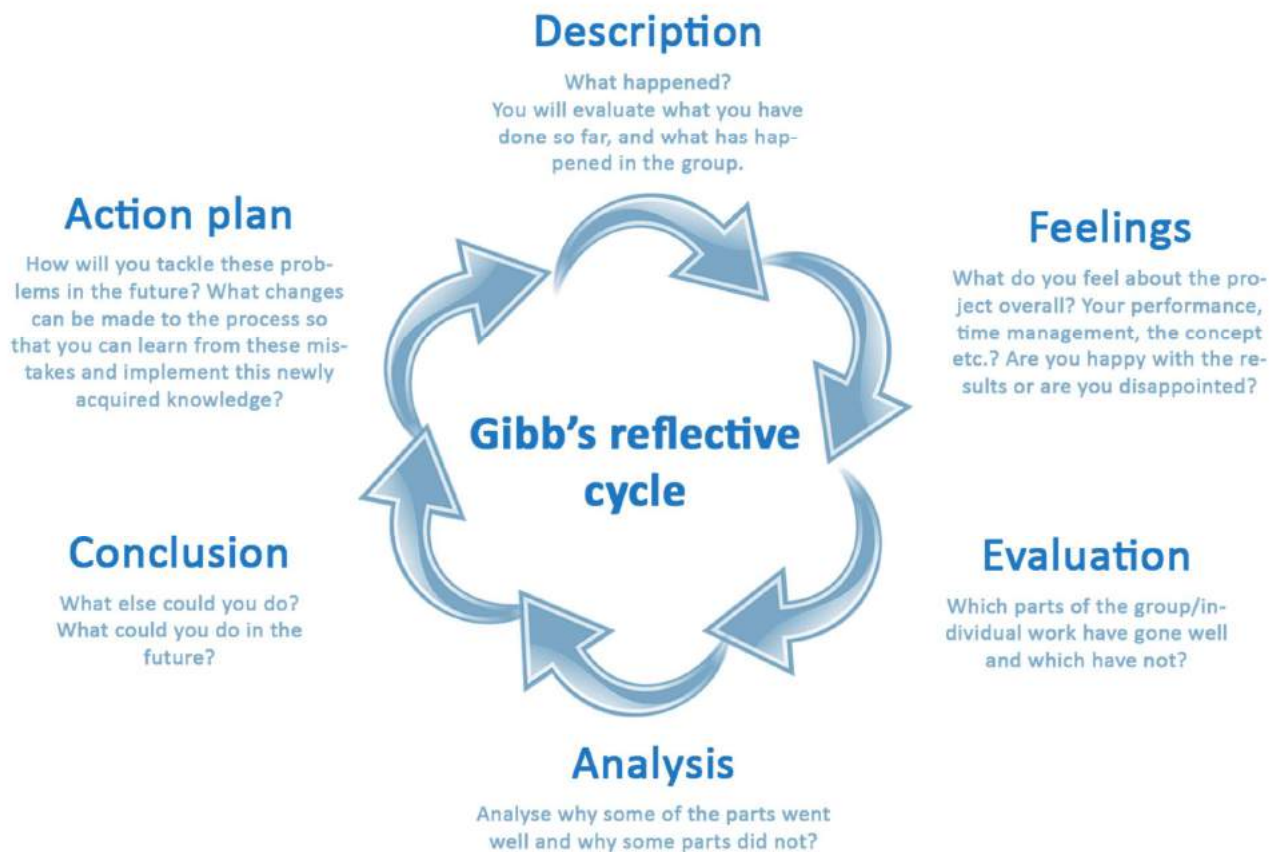 Description
What happened?
You will evaluate what you have
done so far, and what has hap-
pened in the group.
Feelings
What do you feel about the pro-
ject overall? Your performance,
time management, the concept
etc.? Are you happy with the re-
sults or are you disappointed?
Evaluation
Which parts of the group/in-
dividual work have gone well
and which have not?
Analysis
Analyse why some of the parts went
well and why some parts did not?
Conclusion
What else could you do?
What could you do in the
future?
Action plan
How will you tackle these prob-
lems in the future? What changes
can be made to the process so
that you can learn from these mis-
takes and implement this newly
acquired knowledge?
Gibb's reflective
cycle